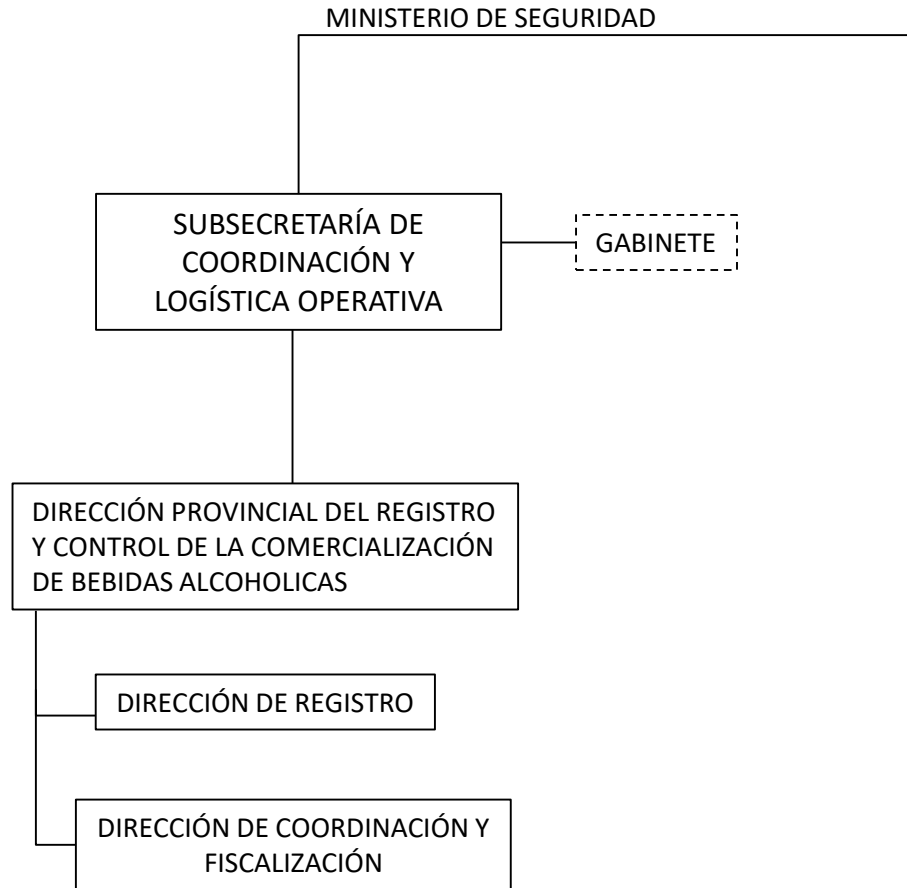 MINISTERIO DE SEGURIDAD
SUBSECRETARÍA DE
COORDINACIÓN Y
LOGÍSTICA OPERATIVA
GABINETE
DIRECCIÓN PROVINCIAL DEL REGISTRO
Y CONTROL DE LA COMERCIALIZACIÓN
DE BEBIDAS ALCOHOLICAS
DIRECCIÓN DE REGISTRO
DIRECCIÓN DE COORDINACIÓN Y
FISCALIZACIÓN